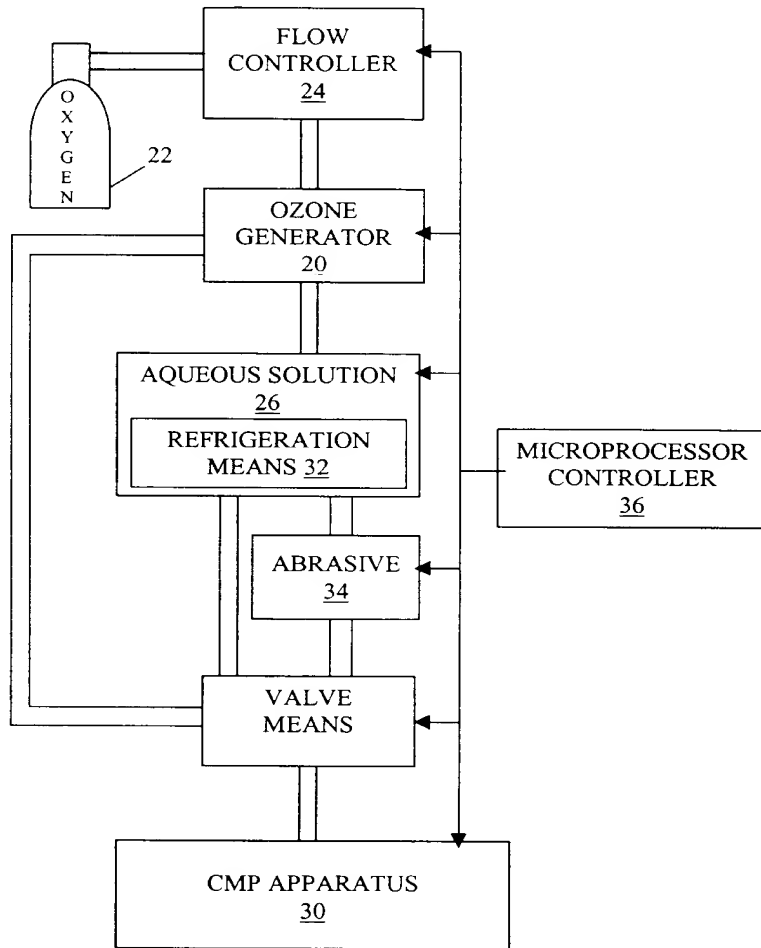 FLOW
CONTROLLER
24
OXYGEN
22
OZONE
GENERATOR
20
AQUEOUS SOLUTION
26
REFRIGERATION
MEANS 32
MICROPROCESSOR
CONTROLLER
36
ABRASIVE
34
VALVE
MEANS
CMP APPARATUS
30